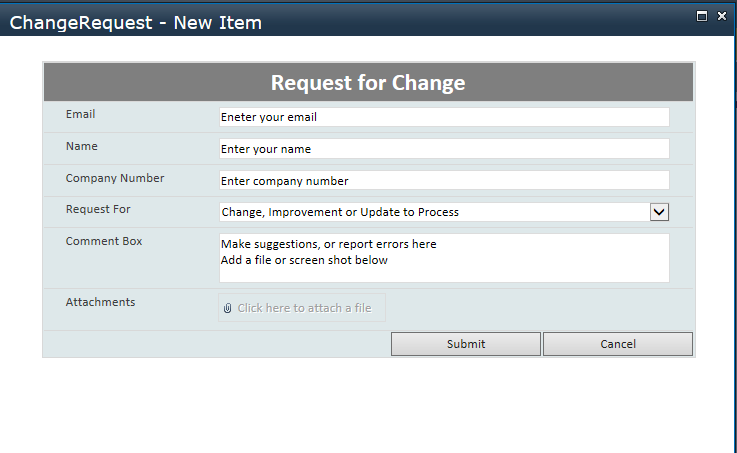 ChangeRequest - New Item
Request for Change
Email
Eneter your email
Name
Enter your name
Company Number
Enter company number
Request For
Change, Improvement or Update to Process
Comment Box
Make suggestions, or report errors here
Add a file or screen shot below
Attachments
Click here to attach a file
Submit
Cancel